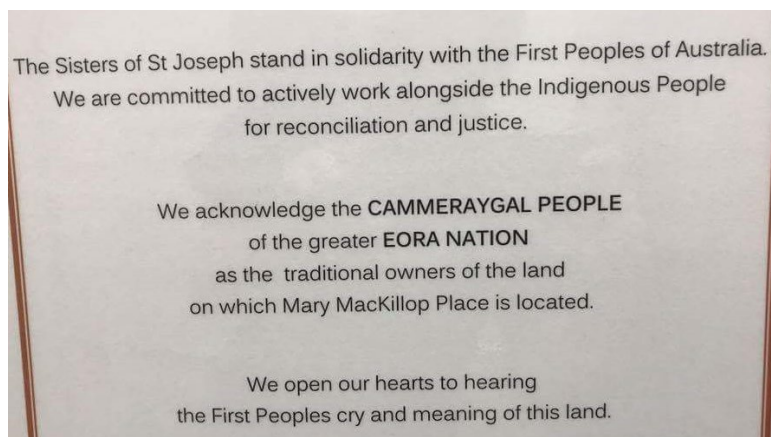 The Sisters of St Joseph stand in solidarity with the First Peoples of Australia.
We are committed to actively work alongside the Indigenous People
for reconciliation and justice.
We acknowledge the CAMMERAYGAL PEOPLE
of the greater EORA NATION
as the traditional owners of the land
on which Mary MacKillop Place is located.
We open our hearts to hearing
the First Peoples cry and meaning of this land.